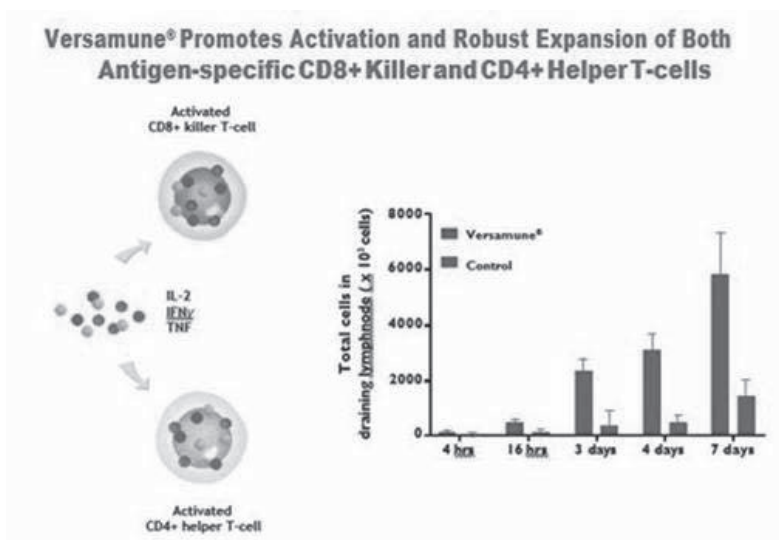 Versamune® Promotes Activation and Robust Expansion of Both
Antigen-specific CD8+ Killer and CD4+ Helper T-cells
Activated
CD8+ killer T-cell
IL-2
IFNγ
TNF
Activated
CD4+ helper T-cell
Total cells in
draining lymphnode ( x 10³ cells)
8000
6000
4000
2000
0
Versamune®
Control
4 hrs
16 hrs
3 days
4 days
7 days